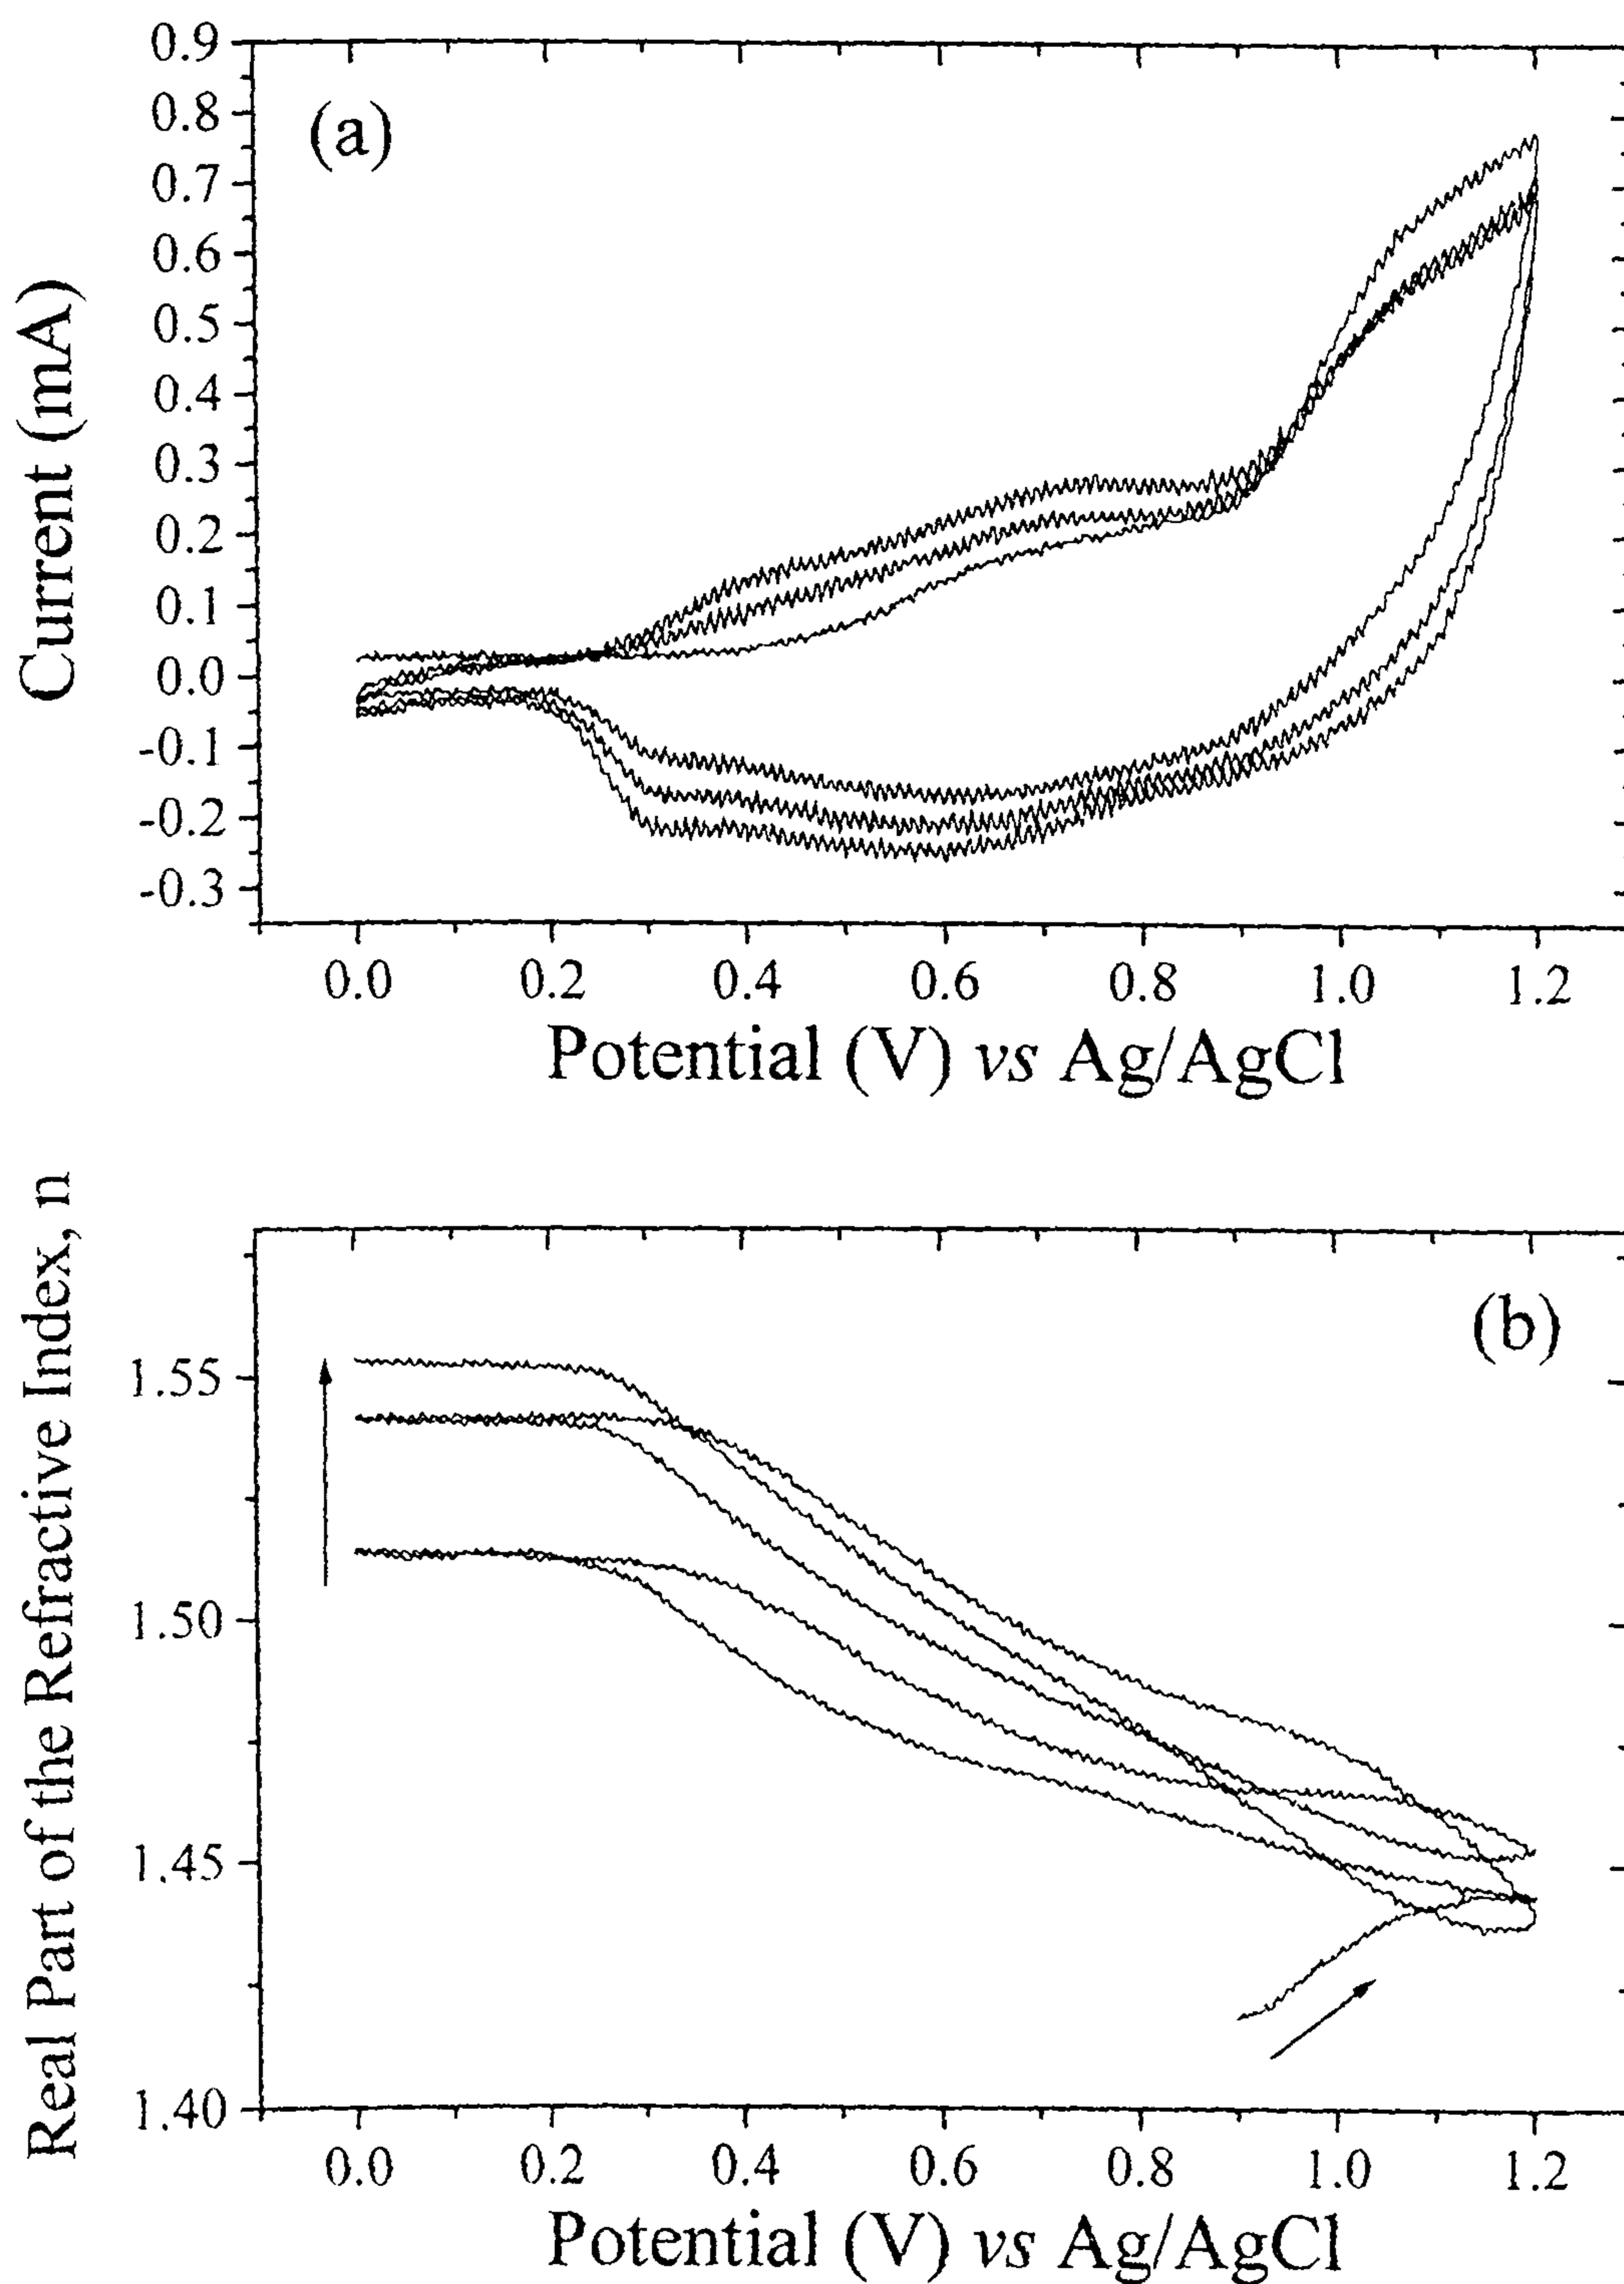 (a)
Current (mA)
0.9
0.8
0.7
0.6
0.5
0.4
0.3
0.2
0.1
0.0
-0.1
-0.2
-0.3
0.0 0.2 0.4 0.6 0.8 1.0 1.2
Potential (V) vs Ag/AgCl
(b)
Real Part of the Refractive Index, n
1.55
1.50
1.45
1.40
0.0 0.2 0.4 0.6 0.8 1.0 1.2
Potential (V) vs Ag/AgCl